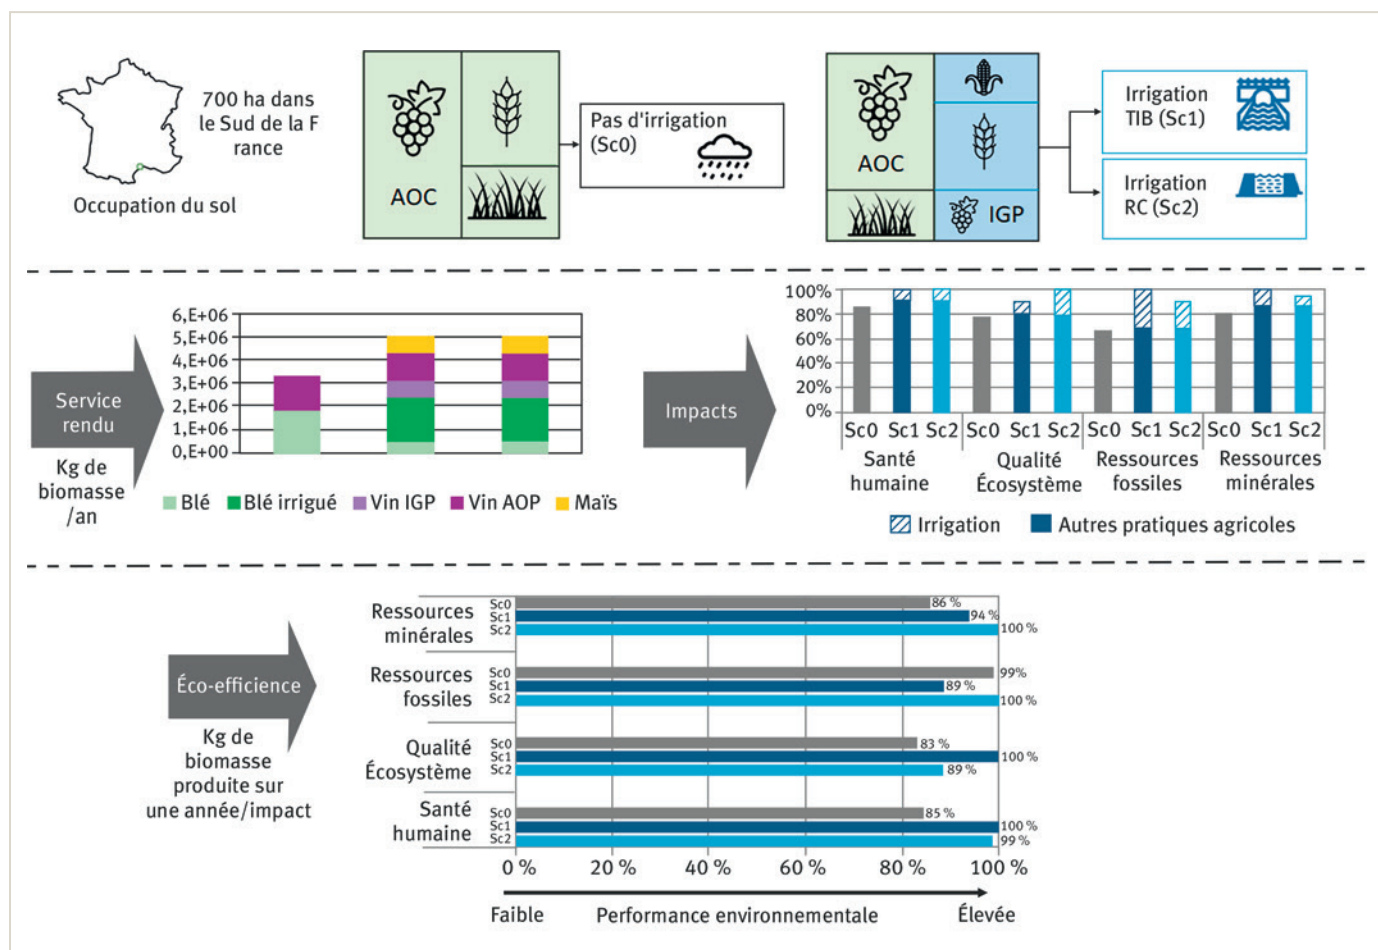 700 ha dans
le Sud de la F
rance
Occupation du sol
AOC
Pas d'irrigation
(Sc0)
AOC
IGP
Irrigation
TIB (Sc1)
Irrigation
RC (Sc2)
Service
rendu
Kg de
biomasse
/an
6,E+06
5,E+06
4,E+06
3,E+06
2,E+06
1,E+06
0,E+00
Blé
Blé irrigué
Vin IGP
Vin AOP
Maïs
Impacts
100%
80%
60%
40%
20%
0%
Sc0 Sc1 Sc2
Santé
humaine
Sc0 Sc1 Sc2
Qualité
Écosystème
Sc0 Sc1 Sc2
Ressources
fossiles
Sc0 Sc1 Sc2
Ressources
minérales
Irrigation
Autres pratiques agricoles
Éco-efficience
Kg de
biomasse
produite sur
une année/impact
Ressources
minérales
Sc0 86 %
Sc1 94 %
Sc2 100 %
Ressources
fossiles
Sc0 99%
Sc1 89 %
Sc2 100 %
Qualité
Écosystème
Sc0 83 %
Sc1 100 %
Sc2 89 %
Santé
humaine
Sc0 85 %
Sc1 100 %
Sc2 99 %
0 % 20 % 40 % 60 % 80 % 100 %
Faible Performance environnementale Élevée